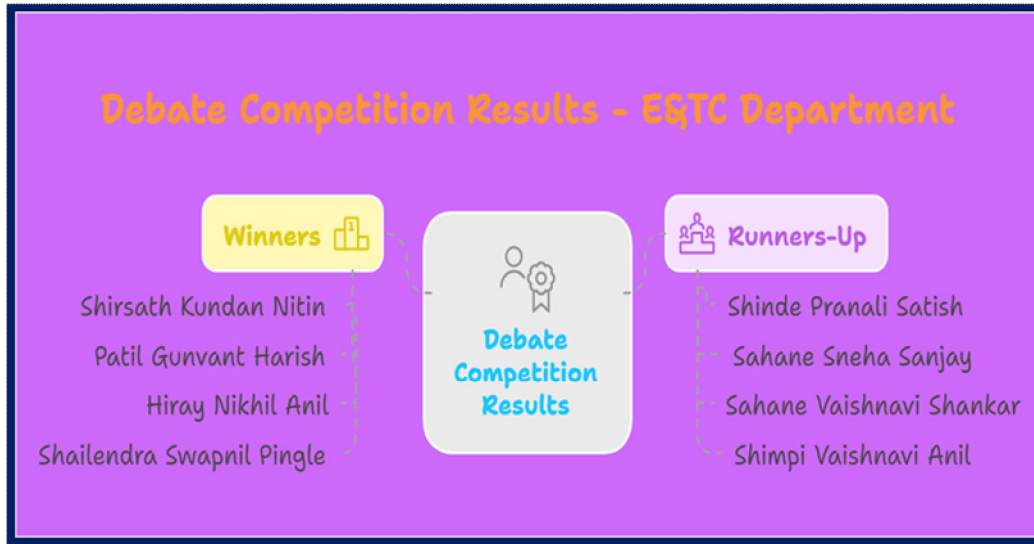 Debate Competition Results - E&TC Department
Winners
1
Shirsath Kundan Nitin
Patil Gunvant Harish
Hiray Nikhil Anil
Shailendra Swapnil Pingle
Debate
Competition
Results
Runners-Up
Shinde Pranali Satish
Sahane Sneha Sanjay
Sahane Vaishnavi Shankar
Shimpi Vaishnavi Anil